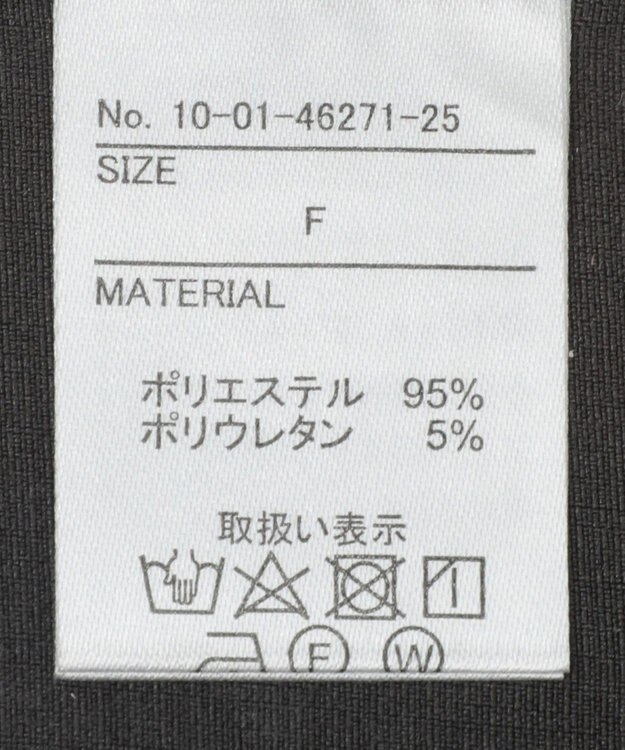 No. 10-01-46271-25
SIZE
F
MATERIAL
ポリエステル 95%
ポリウレタン 5%
取扱い表示
F W